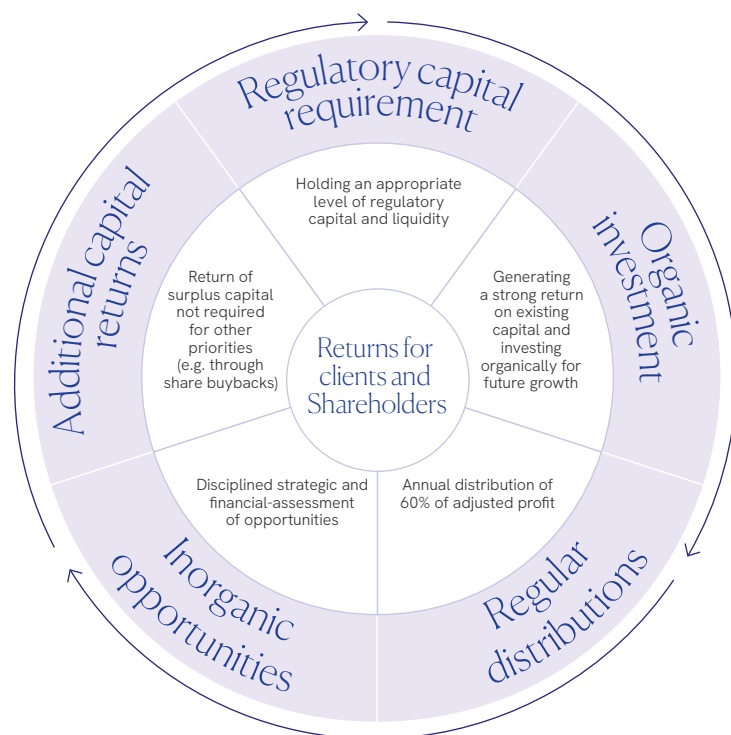 Regulatory capital
requirement
Holding an appropriate
level of regulatory
capital and liquidity
Organic
investment
Generating
a strong return
on existing
capital and
investing
organically for
future growth
Regular
distributions
Annual distribution of
60% of adjusted profit
Inorganic
opportunities
Disciplined strategic and
financial-assessment
of opportunities
Additional capital
returns
Return of
surplus capital
not required
for other
priorities
(e.g. through
share buybacks)
Returns for
clients and
Shareholders